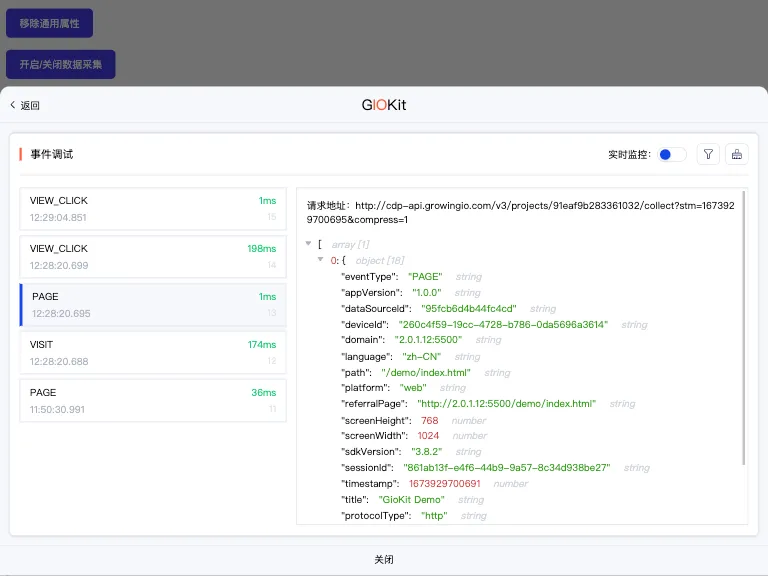 移除通用属性
开启/关闭数据采集
返回
GIOKit
事件调试
实时监控:
VIEW_CLICK 1ms
12:29:04.851 15
VIEW_CLICK 198ms
12:28:20.699 14
PAGE 1ms
12:28:20.695 13
VISIT 174ms
12:28:20.688 12
PAGE 36ms
11:50:30.991 11
请求地址: http://cdp-api.growingio.com/v3/projects/91eaf9b283361032/collect?stm=167392
9700695&compress=1
[ array [1]
0: { object [18]
"eventType": "PAGE" string
"appVersion": "1.0.0" string
"dataSourceId": "95fcb6d4b44fc4cd" string
"deviceId": "260c4f59-19cc-4728-b786-0da5696a3614" string
"domain": "2.0.1.12:5500" string
"language": "zh-CN" string
"path": "/demo/index.html" string
"platform": "web" string
"referralPage": "http://2.0.1.12:5500/demo/index.html" string
"screenHeight": 768 number
"screenWidth": 1024 number
"sdkVersion": "3.8.2" string
"sessionId": "861ab13f-e4f6-44b9-9a57-8c34d938be27" string
"timestamp": 1673929700691 number
"title": "GioKit Demo" string
"protocolType": "http" string
关闭